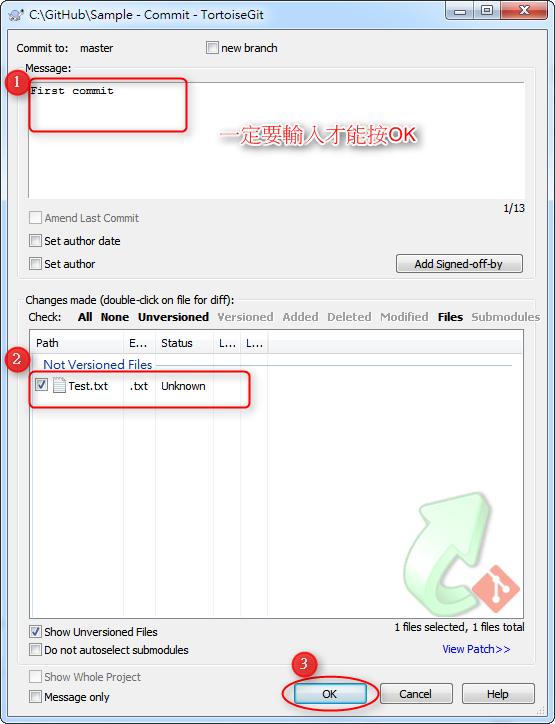 C:\GitHub\Sample - Commit - TortoiseGit
Commit to: master new branch
Message:
1
First commit
一定要輸入才能按OK
1/13
Amend Last Commit
Set author date
Set author
Add Signed-off-by
Changes made (double-click on file for diff):
Check: All None Unversioned Versioned Added Deleted Modified Files Submodules
Path E... Status L... L...
2
Not Versioned Files
Test.txt .txt Unknown
Show Unversioned Files
1 files selected, 1 files total
Do not autoselect submodules
View Patch>>
3
Show Whole Project
Message only
OK Cancel Help